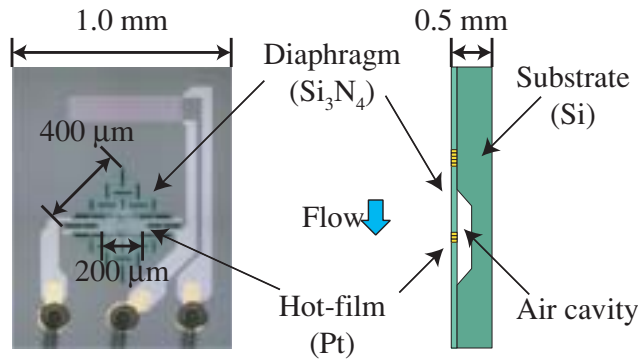 1.0 mm
0.5 mm
Diaphragm
(Si₃N₄)
Substrate
(Si)
400 μm
Flow
200 μm
Hot-film
(Pt)
Air cavity